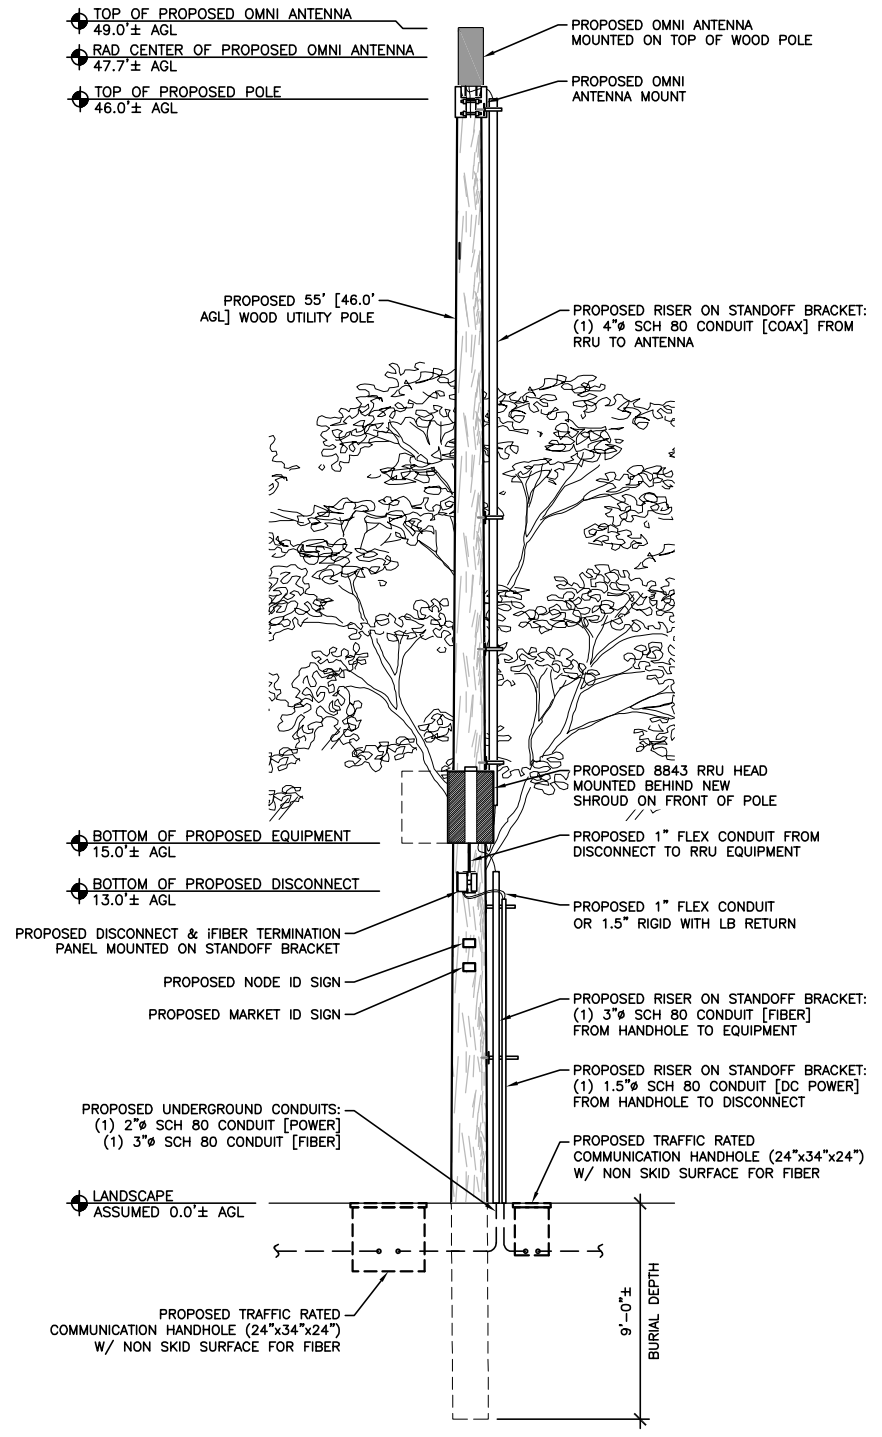 TOP OF PROPOSED OMNI ANTENNA
49.0'± AGL
RAD CENTER OF PROPOSED OMNI ANTENNA
47.7'± AGL
TOP OF PROPOSED POLE
46.0'± AGL
PROPOSED OMNI ANTENNA
MOUNTED ON TOP OF WOOD POLE
PROPOSED OMNI
ANTENNA MOUNT
PROPOSED 55' [46.0'
AGL] WOOD UTILITY POLE
PROPOSED RISER ON STANDOFF BRACKET:
(1) 4"ø SCH 80 CONDUIT [COAX] FROM
RRU TO ANTENNA
PROPOSED 8843 RRU HEAD
MOUNTED BEHIND NEW
SHROUD ON FRONT OF POLE
BOTTOM OF PROPOSED EQUIPMENT
15.0'± AGL
PROPOSED 1" FLEX CONDUIT FROM
DISCONNECT TO RRU EQUIPMENT
BOTTOM OF PROPOSED DISCONNECT
13.0'± AGL
PROPOSED 1" FLEX CONDUIT
OR 1.5" RIGID WITH LB RETURN
PROPOSED DISCONNECT & iFIBER TERMINATION
PANEL MOUNTED ON STANDOFF BRACKET
PROPOSED NODE ID SIGN
PROPOSED MARKET ID SIGN
PROPOSED RISER ON STANDOFF BRACKET:
(1) 3"ø SCH 80 CONDUIT [FIBER]
FROM HANDHOLE TO EQUIPMENT
PROPOSED RISER ON STANDOFF BRACKET:
(1) 1.5"ø SCH 80 CONDUIT [DC POWER]
FROM HANDHOLE TO DISCONNECT
PROPOSED UNDERGROUND CONDUITS:
(1) 2"ø SCH 80 CONDUIT [POWER]
(1) 3"ø SCH 80 CONDUIT [FIBER]
PROPOSED TRAFFIC RATED
COMMUNICATION HANDHOLE (24"x34"x24")
W/ NON SKID SURFACE FOR FIBER
LANDSCAPE
ASSUMED 0.0'± AGL
PROPOSED TRAFFIC RATED
COMMUNICATION HANDHOLE (24"x34"x24")
W/ NON SKID SURFACE FOR FIBER
9'-0"±
BURIAL DEPTH